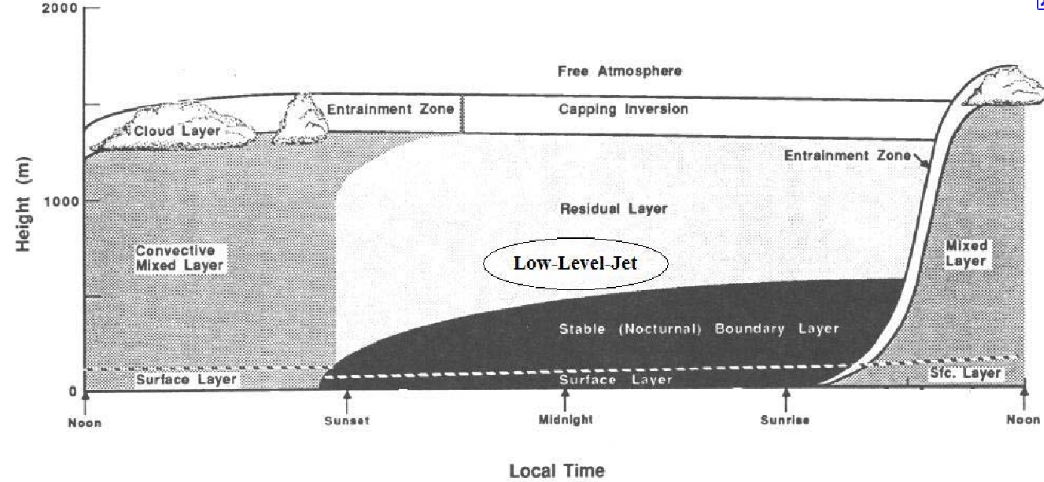 2000
Free Atmosphere
Entrainment Zone
Capping Inversion
Cloud Layer
Entrainment Zone
1000
Height (m)
Residual Layer
Convective
Mixed Layer
Mixed
Layer
Low-Level-Jet
Stable (Nocturnal) Boundary Layer
Surface Layer
Surface Layer
Sfc. Layer
0
Noon
Sunset
Midnight
Sunrise
Noon
Local Time